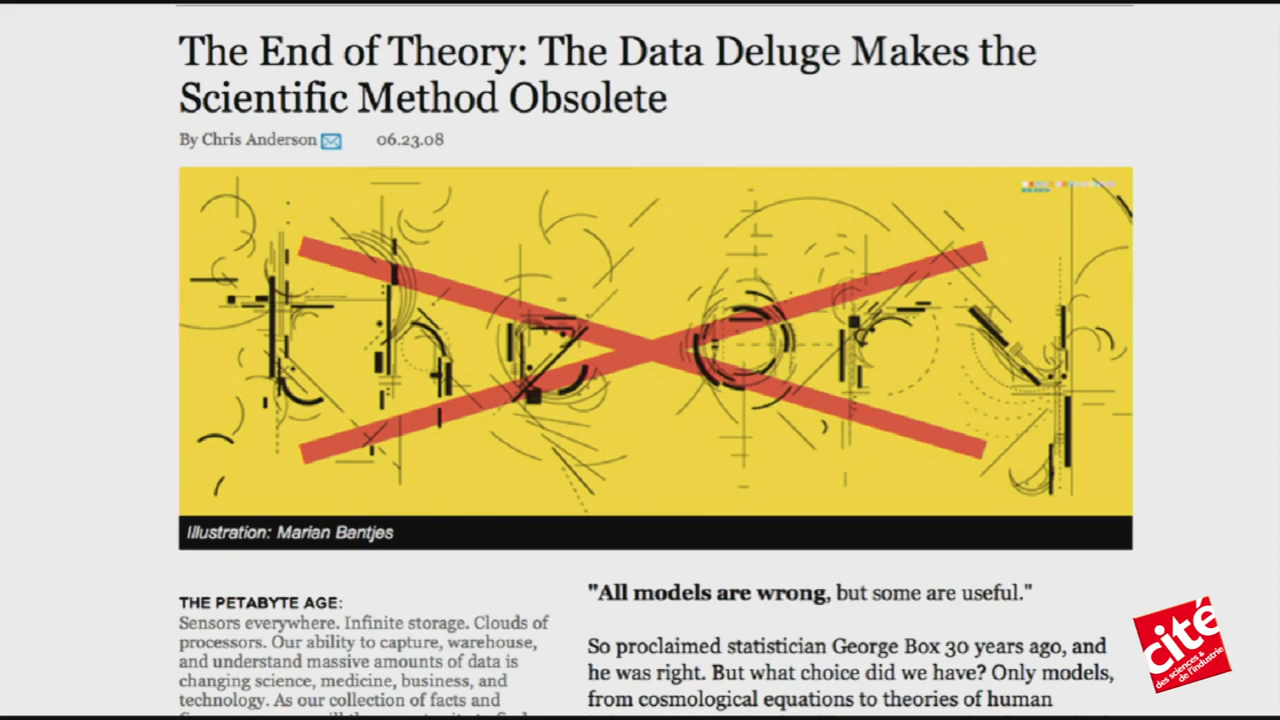 The End of Theory: The Data Deluge Makes the
Scientific Method Obsolete
By Chris Anderson 06.23.08
theory
Illustration: Marian Bantjes
THE PETABYTE AGE:
Sensors everywhere. Infinite storage. Clouds of
processors. Our ability to capture, warehouse,
and understand massive amounts of data is
changing science, medicine, business, and
technology. As our collection of facts and
"All models are wrong, but some are useful."
So proclaimed statistician George Box 30 years ago, and
he was right. But what choice did we have? Only models,
from cosmological equations to theories of human
cité
des sciences &
de l'industrie